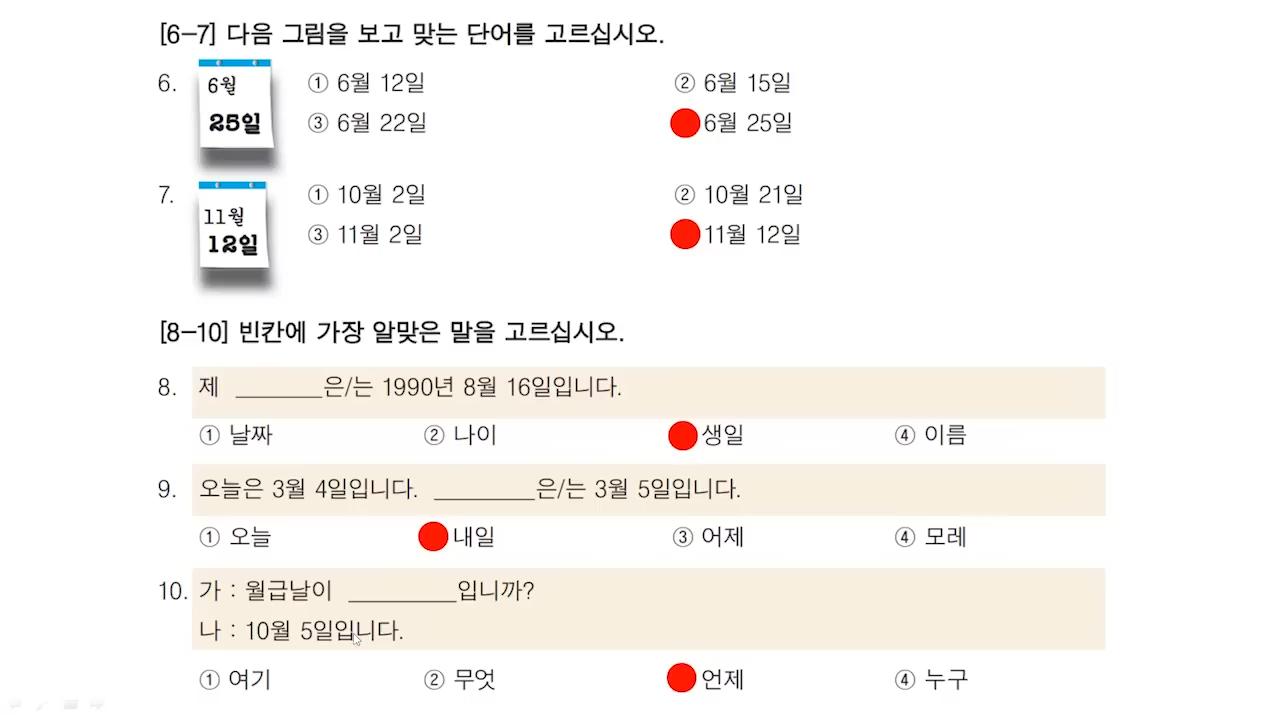 [6-7] 다음 그림을 보고 맞는 단어를 고르십시오.
6. 6월 25일
① 6월 12일 ② 6월 15일
③ 6월 22일 6월 25일
7. 11월 12일
① 10월 2일 ② 10월 21일
③ 11월 2일 11월 12일
[8-10] 빈칸에 가장 알맞은 말을 고르십시오.
8. 제 ________은/는 1990년 8월 16일입니다.
① 날짜 ② 나이 생일 ④ 이름
9. 오늘은 3월 4일입니다. _________은/는 3월 5일입니다.
① 오늘 내일 ③ 어제 ④ 모레
10. 가 : 월급날이 __________입니까?
나 : 10월 5일입니다.
① 여기 ② 무엇 언제 ④ 누구